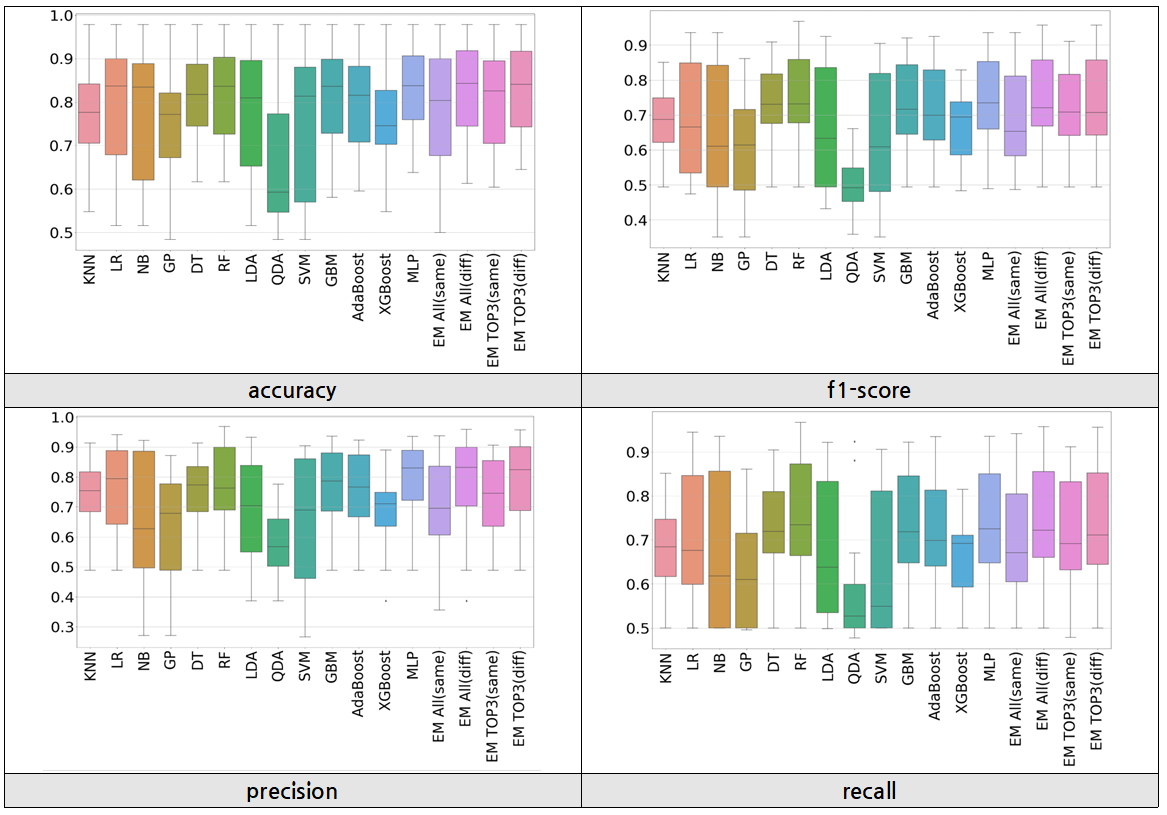 1.0
0.9
0.8
0.7
0.6
0.5
KNN
LR
NB
GP
DT
RF
LDA
QDA
SVM
GBM
AdaBoost
XGBoost
MLP
EM All(same)
EM All(diff)
EM TOP3(same)
EM TOP3(diff)
accuracy
0.9
0.8
0.7
0.6
0.5
0.4
KNN
LR
NB
GP
DT
RF
LDA
QDA
SVM
GBM
AdaBoost
XGBoost
MLP
EM All(same)
EM All(diff)
EM TOP3(same)
EM TOP3(diff)
f1-score
1.0
0.9
0.8
0.7
0.6
0.5
0.4
0.3
KNN
LR
NB
GP
DT
RF
LDA
QDA
SVM
GBM
AdaBoost
XGBoost
MLP
EM All(same)
EM All(diff)
EM TOP3(same)
EM TOP3(diff)
precision
0.9
0.8
0.7
0.6
0.5
KNN
LR
NB
GP
DT
RF
LDA
QDA
SVM
GBM
AdaBoost
XGBoost
MLP
EM All(same)
EM All(diff)
EM TOP3(same)
EM TOP3(diff)
recall